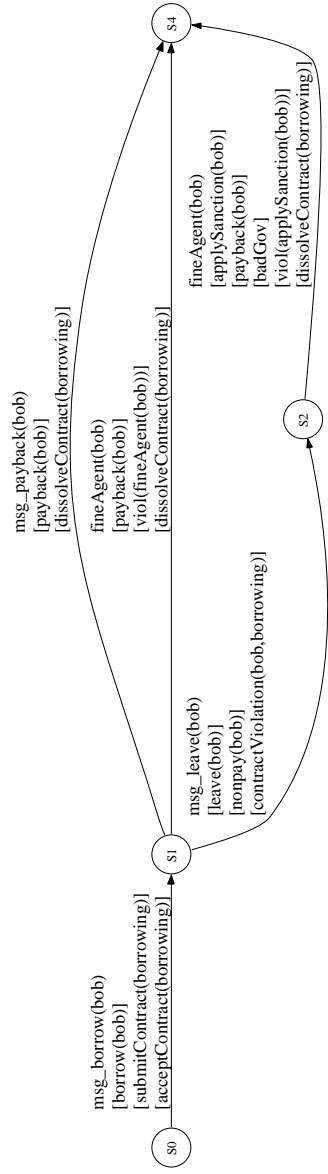 S0
msg_borrow(bob)
[borrow(bob)]
[submitContract(borrowing)]
[acceptContract(borrowing)]
S1
msg_payback(bob)
[payback(bob)]
[dissolveContract(borrowing)]
fineAgent(bob)
[payback(bob)]
[viol(fineAgent(bob))]
[dissolveContract(borrowing)]
msg_leave(bob)
[leave(bob)]
[nonpay(bob)]
[contractViolation(bob,borrowing)]
S2
fineAgent(bob)
[applySanction(bob)]
[payback(bob)]
[badGov]
[viol(applySanction(bob))]
[dissolveContract(borrowing)]
S4